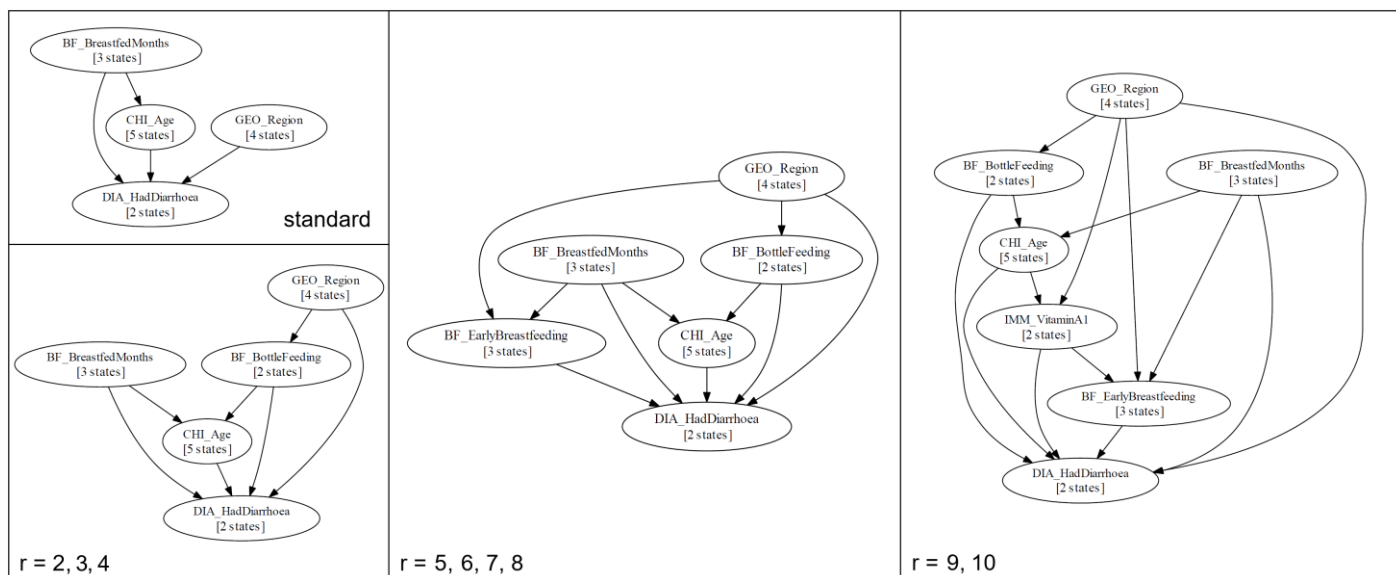 BF_BreastfedMonths
[3 states]
CHI_Age
[5 states]
GEO_Region
[4 states]
DIA_HadDiarrhoea
[2 states]
standard
GEO_Region
[4 states]
BF_BreastfedMonths
[3 states]
BF_BottleFeeding
[2 states]
CHI_Age
[5 states]
DIA_HadDiarrhoea
[2 states]
r = 2, 3, 4
GEO_Region
[4 states]
BF_BreastfedMonths
[3 states]
BF_BottleFeeding
[2 states]
BF_EarlyBreastfeeding
[3 states]
CHI_Age
[5 states]
DIA_HadDiarrhoea
[2 states]
r = 5, 6, 7, 8
GEO_Region
[4 states]
BF_BottleFeeding
[2 states]
BF_BreastfedMonths
[3 states]
CHI_Age
[5 states]
IMM_VitaminA1
[2 states]
BF_EarlyBreastfeeding
[3 states]
DIA_HadDiarrhoea
[2 states]
r = 9, 10